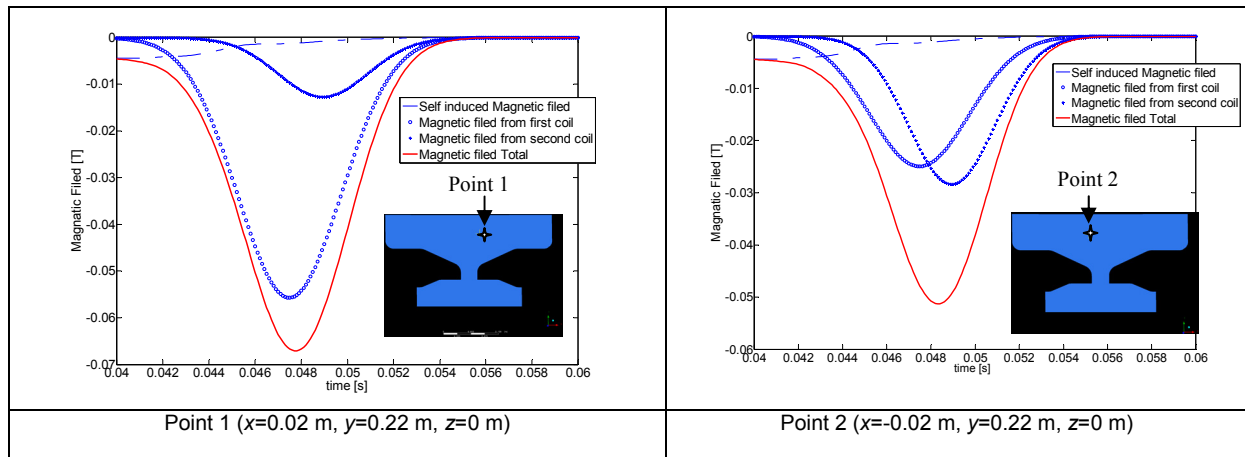 0
-0.01
-0.02
-0.03
-0.04
-0.05
-0.06
-0.07
Magnatic Filed [T]
0.04 0.042 0.044 0.046 0.048 0.05 0.052 0.054 0.056 0.058 0.06
time [s]
Self induced Magnetic filed
Magnetic filed from first coil
Magnetic filed from second coil
Magnetic filed Total
Point 1
Point 1 (x=0.02 m, y=0.22 m, z=0 m)
0
-0.01
-0.02
-0.03
-0.04
-0.05
-0.06
Magnatic Filed [T]
0.04 0.042 0.044 0.046 0.048 0.05 0.052 0.054 0.056 0.058 0.06
time [s]
Self induced Magnetic filed
Magnetic filed from first coil
Magnetic filed from second coil
Magnetic filed Total
Point 2
Point 2 (x=-0.02 m, y=0.22 m, z=0 m)